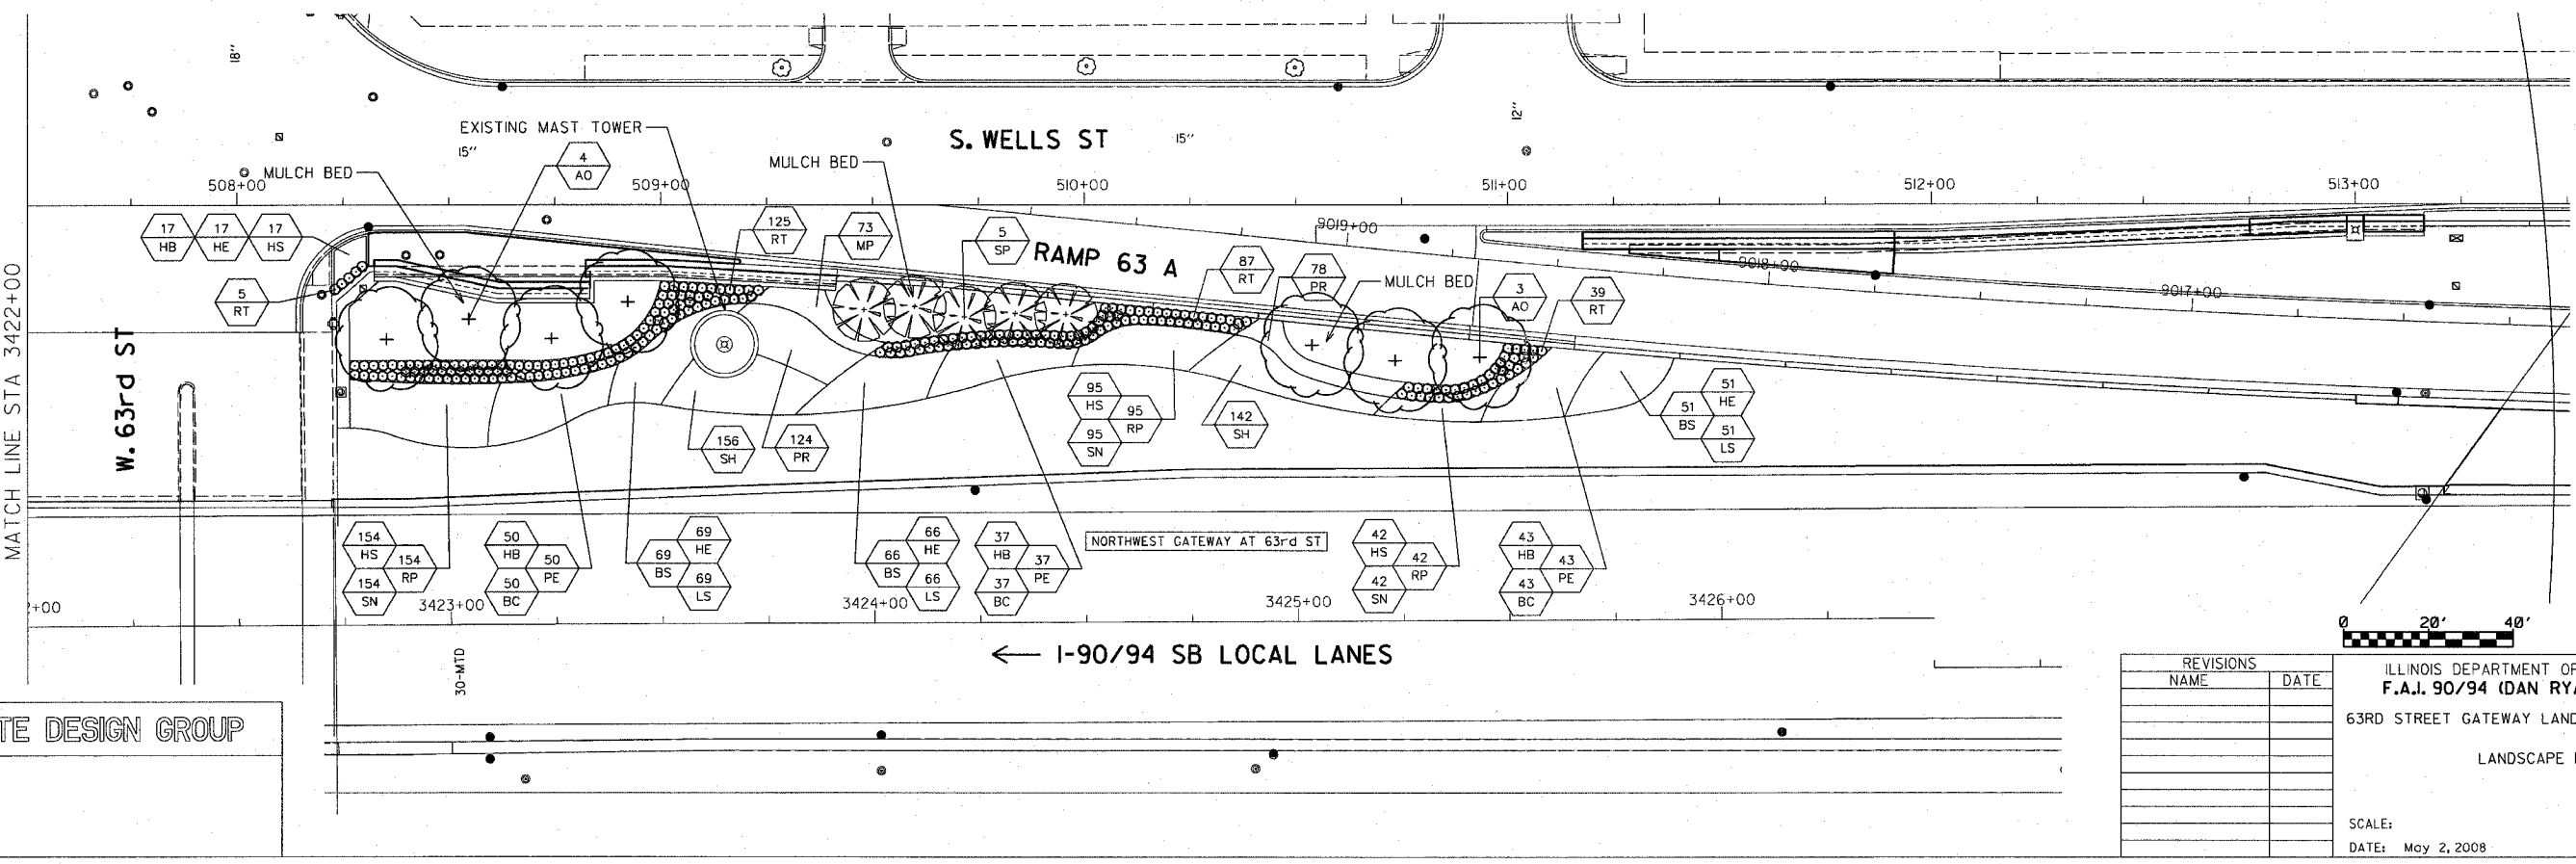 18"
12"
EXISTING MAST TOWER
15"
4
AO
MULCH BED
S. WELLS ST
15"
MULCH BED
508+00
509+00
510+00
511+00
512+00
513+00
17
HB
17
HE
17
HS
125
RT
73
MP
5
SP
RAMP 63 A
9019+00
9018+00
9017+00
87
RT
78
PR
MULCH BED
3
AO
39
RT
5
RT
MATCH LINE STA 3422+00
W. 63rd ST
156
SH
124
PR
95
HS
95
RP
95
SN
142
SH
51
HE
51
BS
51
LS
154
HS
154
RP
154
SN
50
HB
50
PE
50
BC
69
HE
69
BS
69
LS
66
HE
66
BS
66
LS
37
HB
37
PE
37
BC
NORTHWEST GATEWAY AT 63rd ST
42
HS
42
RP
42
SN
43
HB
43
PE
43
BC
+00
3423+00
3424+00
3425+00
3426+00
← I-90/94 SB LOCAL LANES
30-MTD
0 20' 40'
TE DESIGN GROUP
REVISIONS
NAME DATE
ILLINOIS DEPARTMENT OF
F.A.I. 90/94 (DAN RYA
63RD STREET GATEWAY LAND
LANDSCAPE
SCALE:
DATE: May 2, 2008